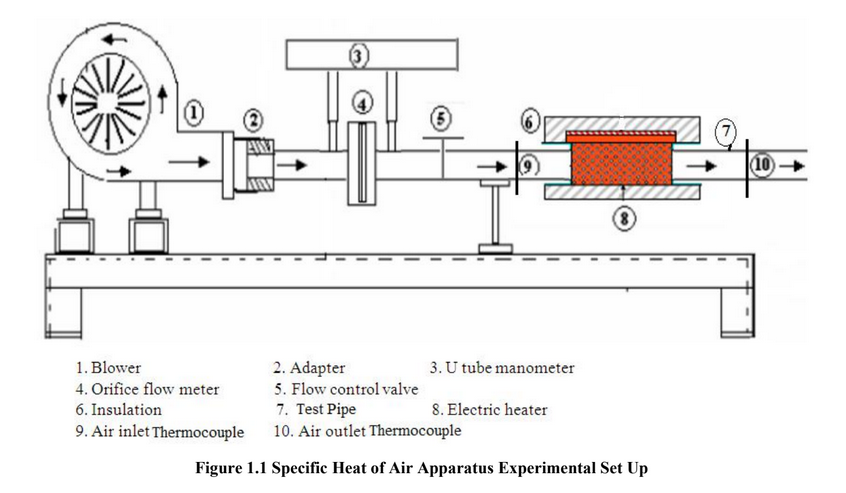 3
1
2
4
5
6
7
9
10
8
1. Blower 2. Adapter 3. U tube manometer
4. Orifice flow meter 5. Flow control valve
6. Insulation 7. Test Pipe 8. Electric heater
9. Air inlet Thermocouple 10. Air outlet Thermocouple
Figure 1.1 Specific Heat of Air Apparatus Experimental Set Up